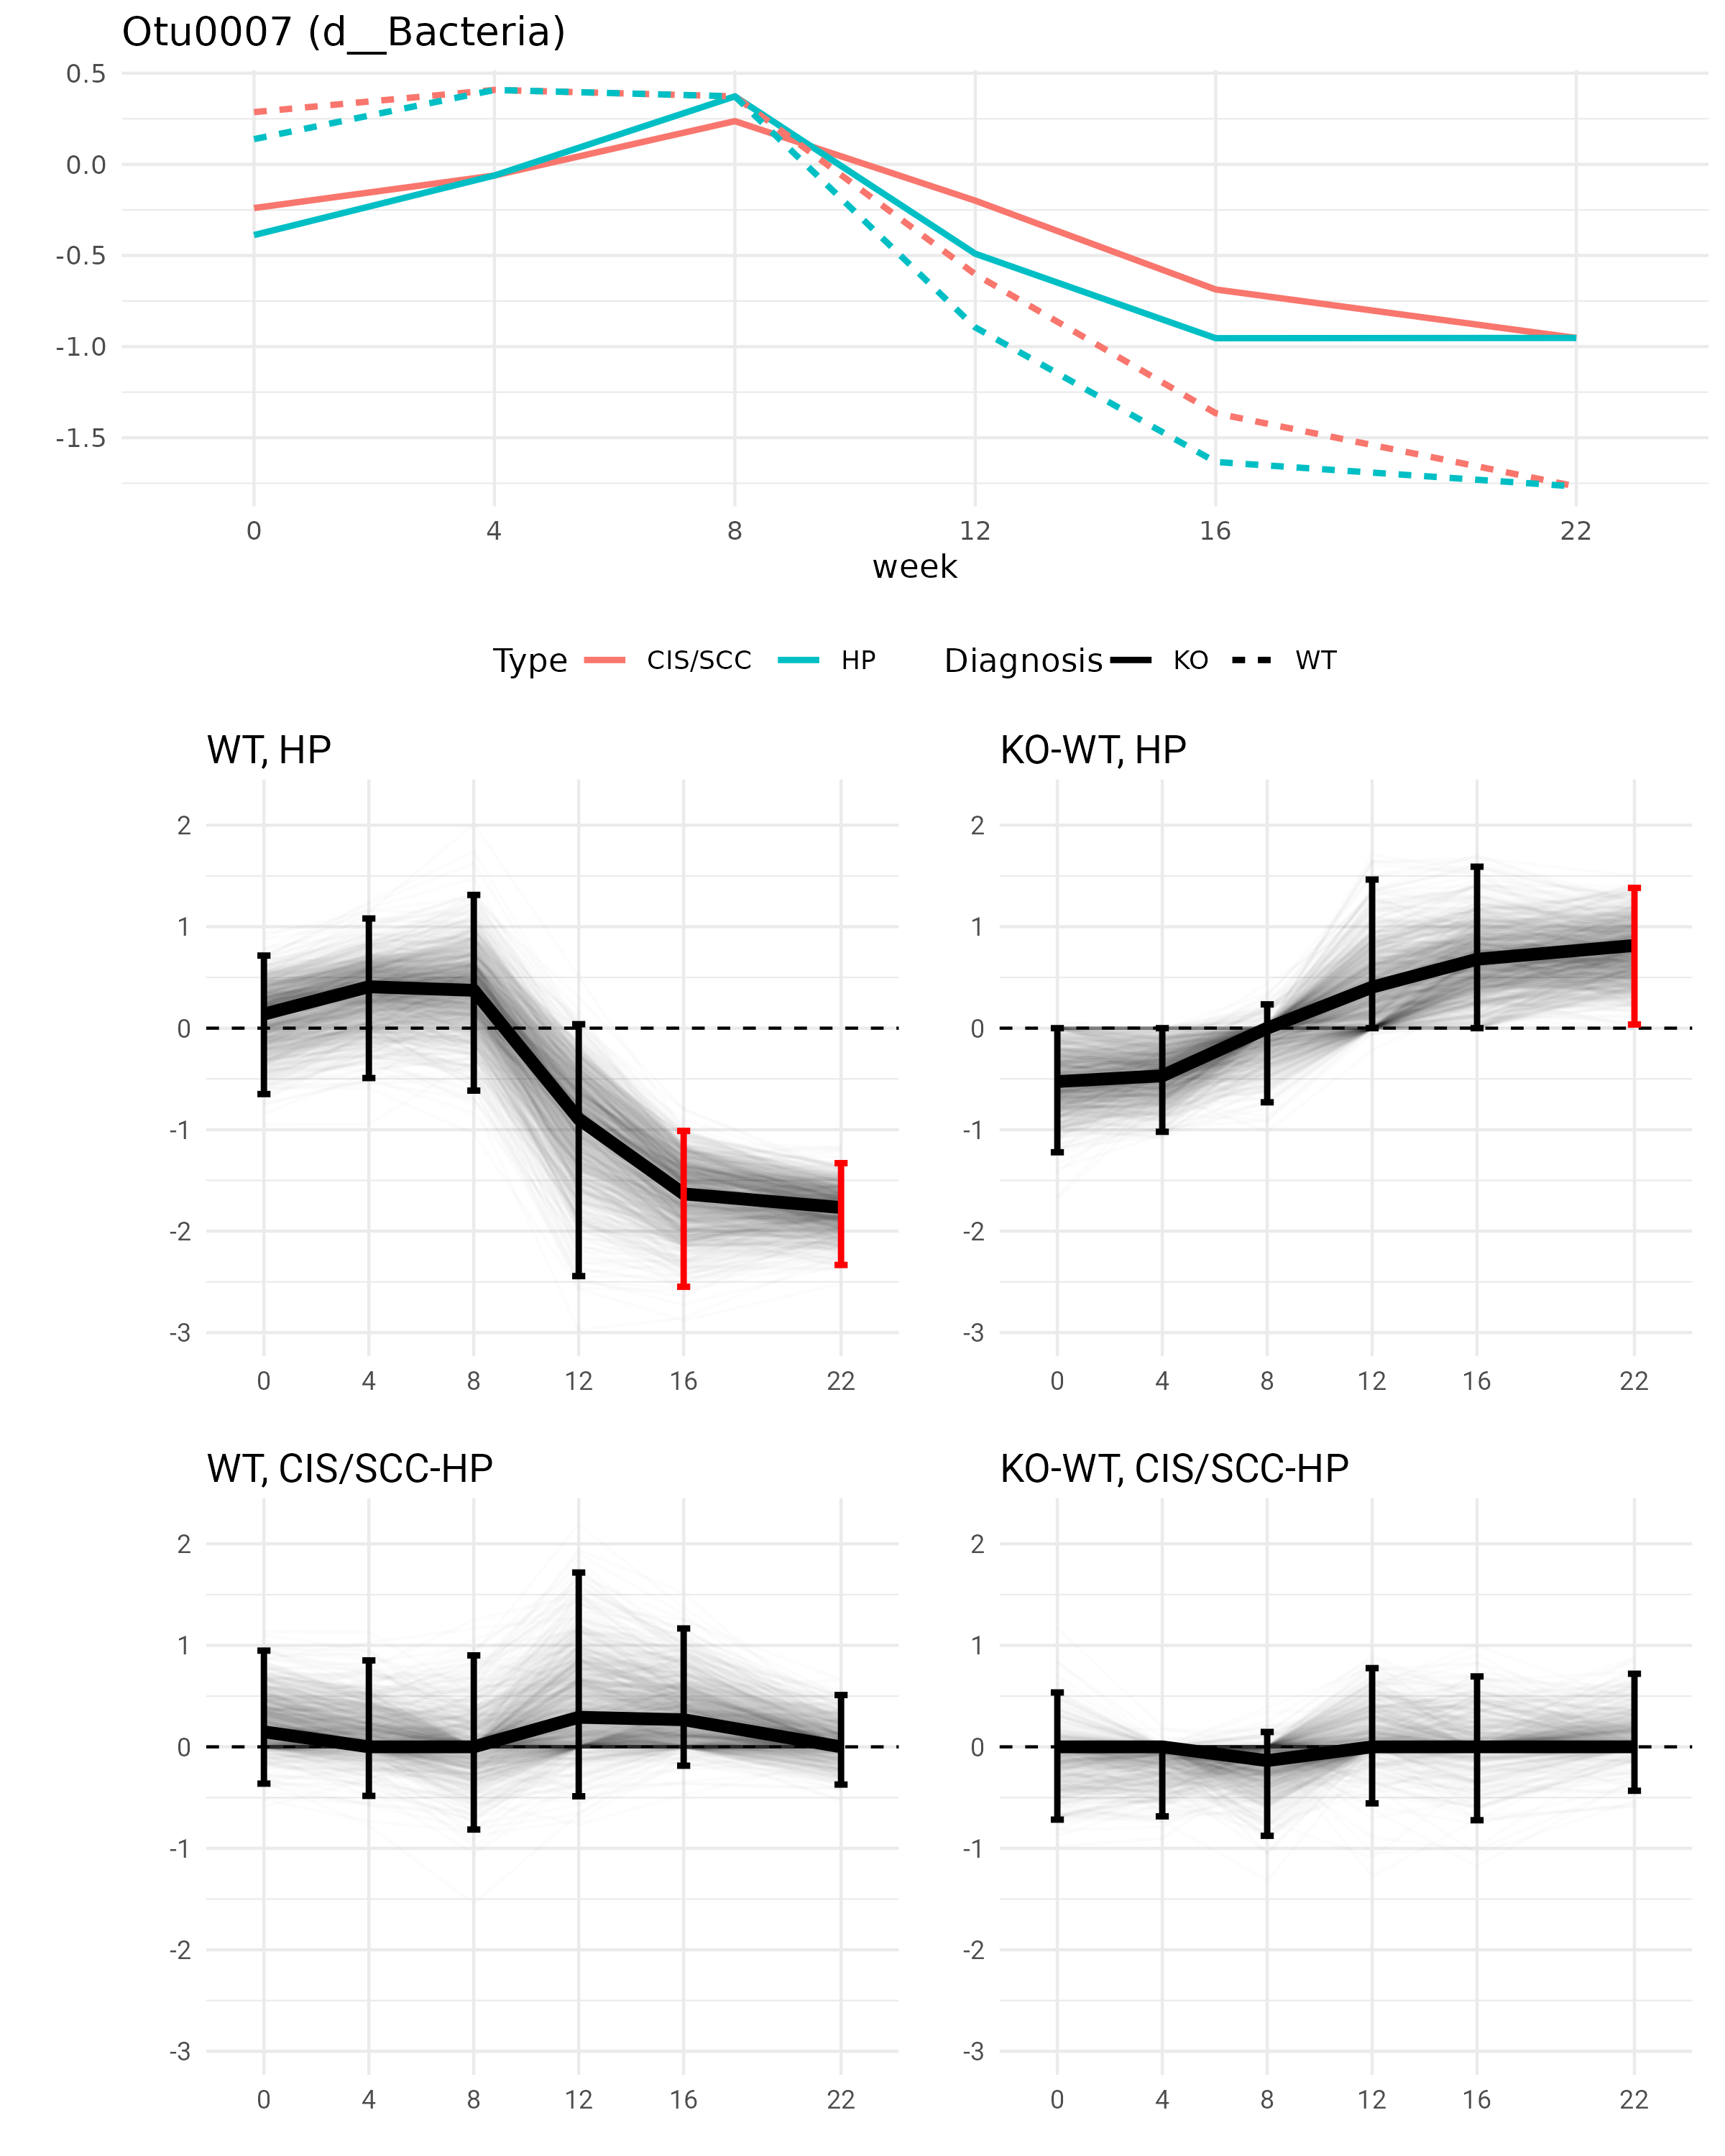 Otu0007 (d__Bacteria)
0.5
0.0
-0.5
-1.0
-1.5
0 4 8 12 16 22
week
Type CIS/SCC HP Diagnosis KO WT
WT, HP
2
1
0
-1
-2
-3
0 4 8 12 16 22
KO-WT, HP
2
1
0
-1
-2
-3
0 4 8 12 16 22
WT, CIS/SCC-HP
2
1
0
-1
-2
-3
0 4 8 12 16 22
KO-WT, CIS/SCC-HP
2
1
0
-1
-2
-3
0 4 8 12 16 22